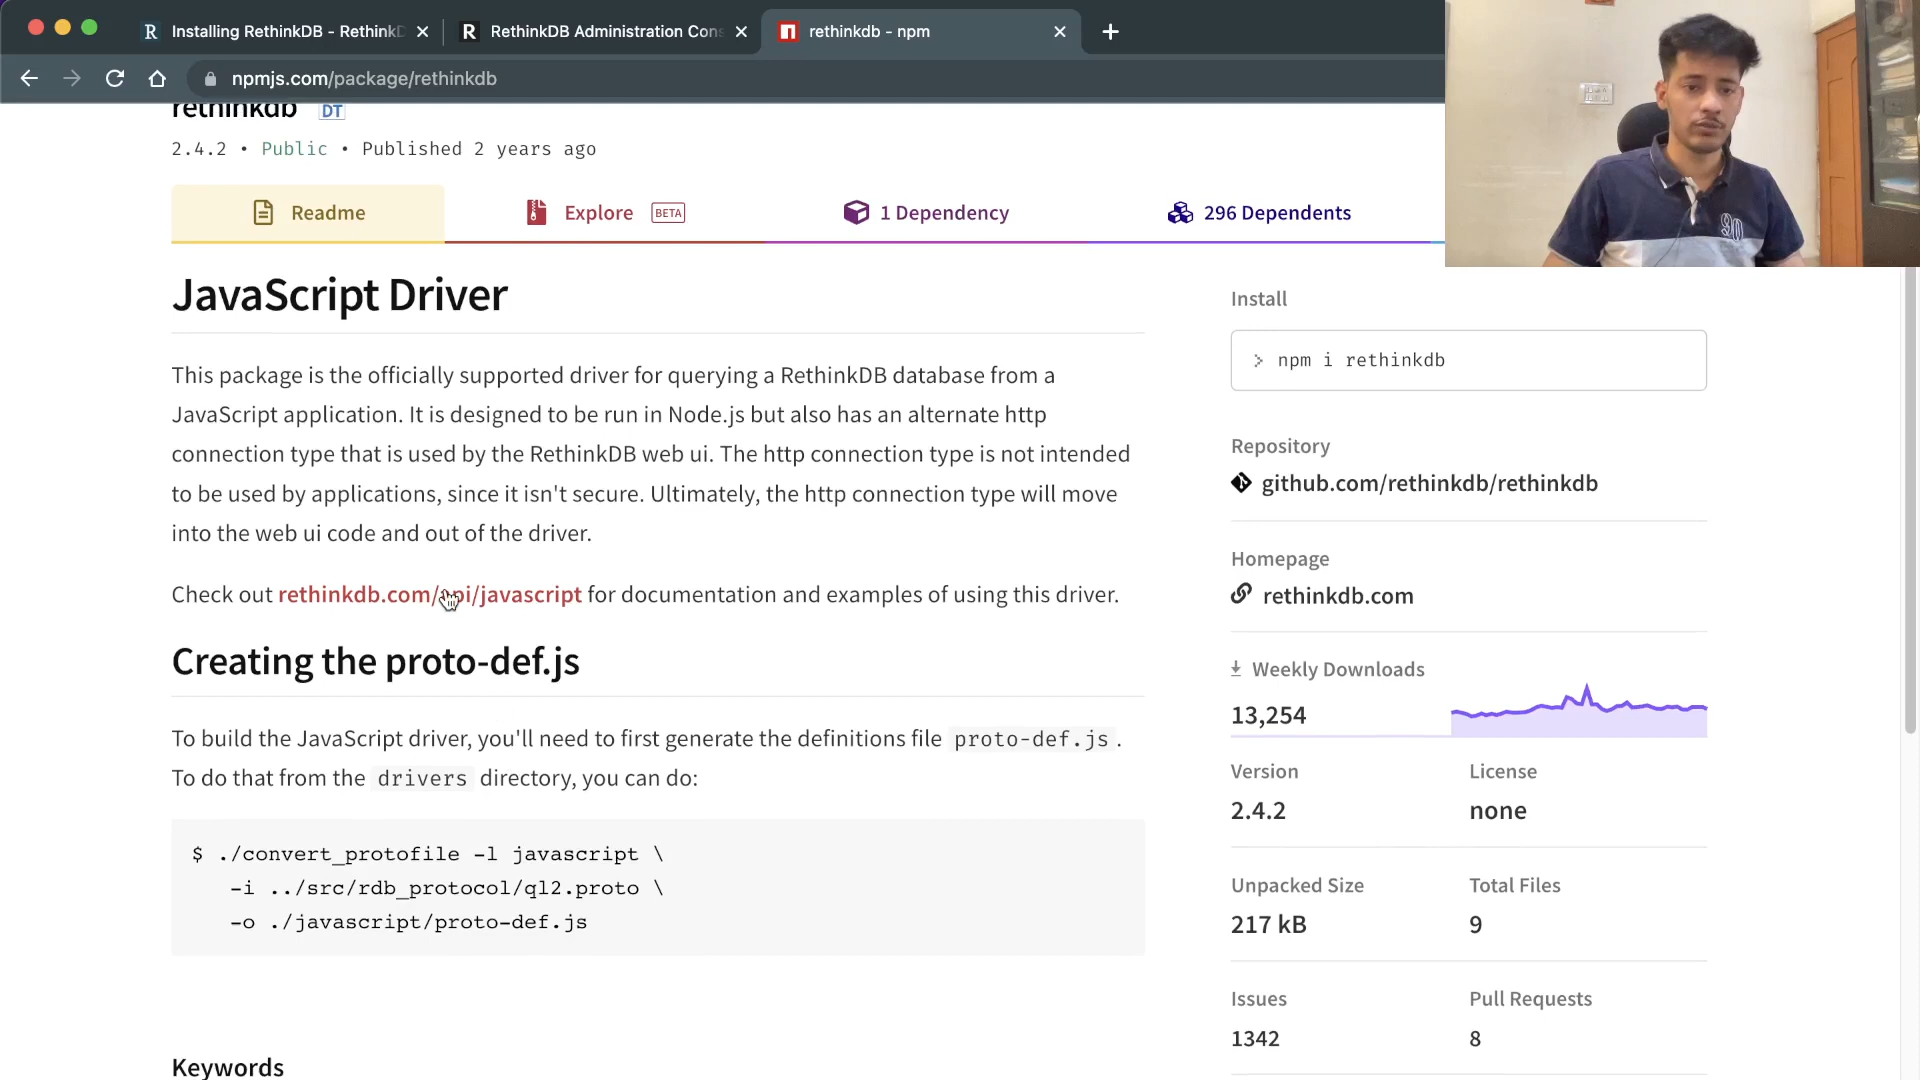 Installing RethinkDB - RethinkD
RethinkDB Administration Cons
rethinkdb - npm
npmjs.com/package/rethinkdb
rethinkdb DT
2.4.2 • Public • Published 2 years ago
Readme
Explore BETA
1 Dependency
296 Dependents
JavaScript Driver
This package is the officially supported driver for querying a RethinkDB database from a
JavaScript application. It is designed to be run in Node.js but also has an alternate http
connection type that is used by the RethinkDB web ui. The http connection type is not intended
to be used by applications, since it isn't secure. Ultimately, the http connection type will move
into the web ui code and out of the driver.
Check out rethinkdb.com/api/javascript for documentation and examples of using this driver.
Creating the proto-def.js
To build the JavaScript driver, you'll need to first generate the definitions file proto-def.js .
To do that from the drivers directory, you can do:
$ ./convert_protofile -l javascript \
-i ../src/rdb_protocol/ql2.proto \
-o ./javascript/proto-def.js
Keywords
Install
> npm i rethinkdb
Repository
github.com/rethinkdb/rethinkdb
Homepage
rethinkdb.com
Weekly Downloads
13,254
Version License
2.4.2 none
Unpacked Size Total Files
217 kB 9
Issues Pull Requests
1342 8
90